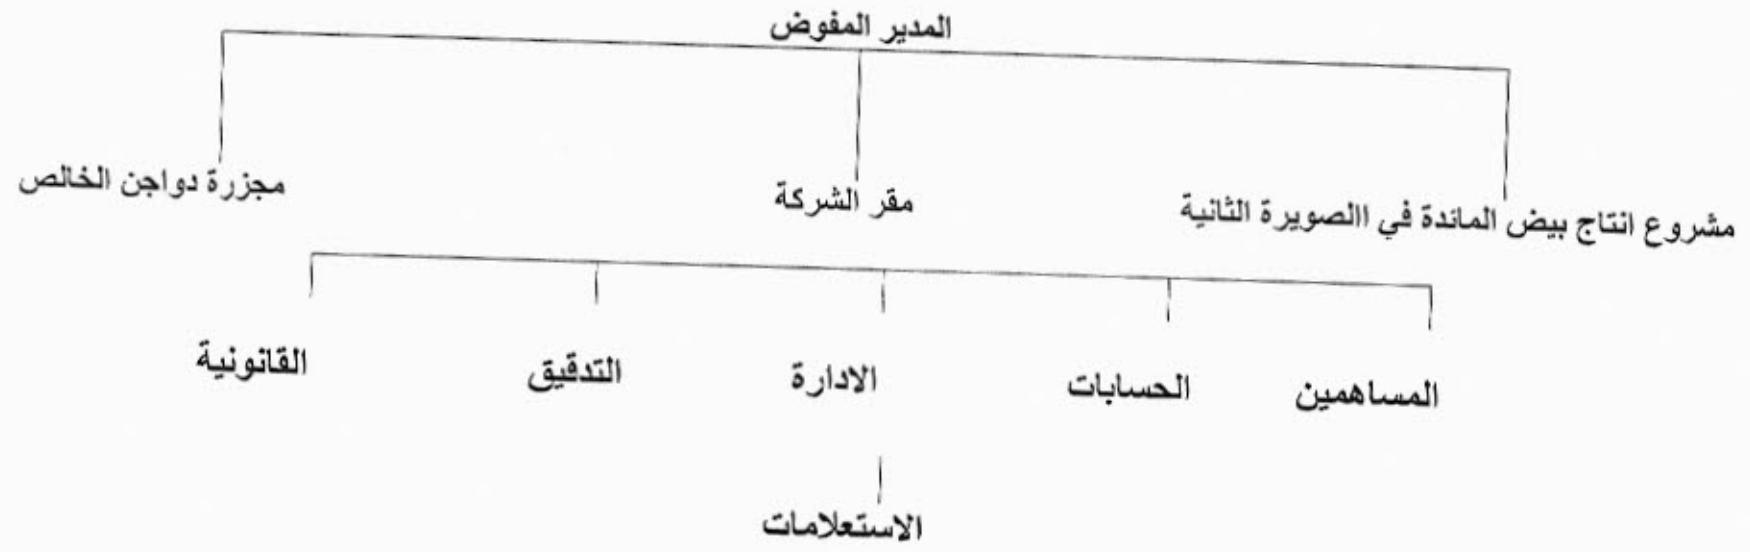 المدير المفوض
مشروع انتاج بيض المائدة في االصويرة الثانية
مقر الشركة
مجزرة دواجن الخالص
المساهمين
الحسابات
الادارة
التدقيق
القانونية
الاستعلامات